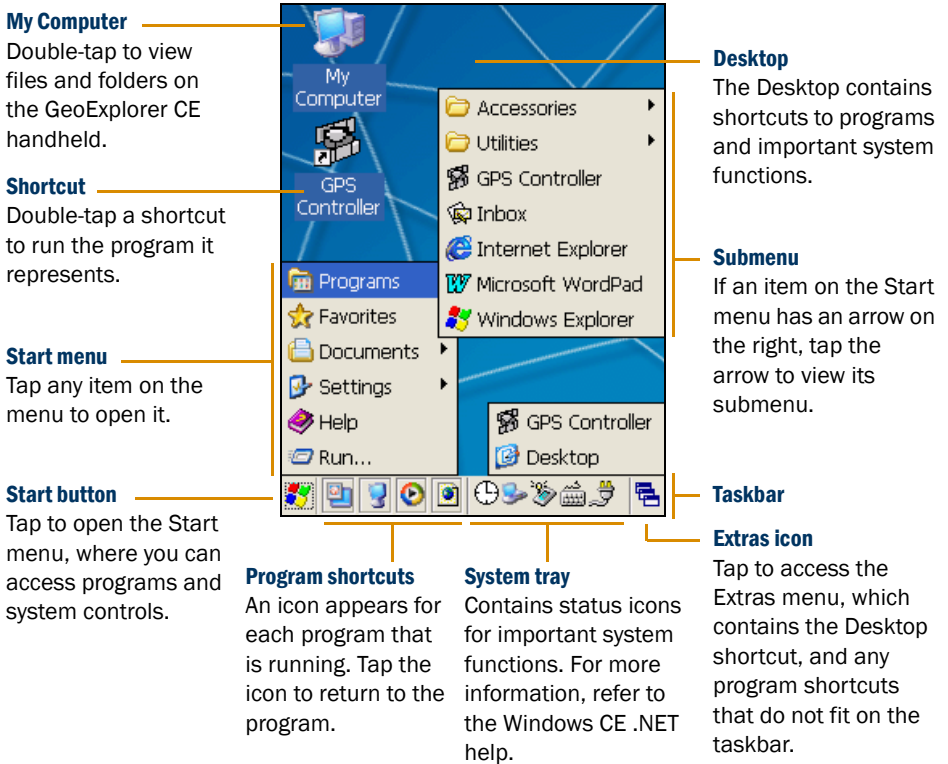 My Computer
Double-tap to view
files and folders on
the GeoExplorer CE
handheld.
Shortcut
Double-tap a shortcut
to run the program it
represents.
Start menu
Tap any item on the
menu to open it.
Start button
Tap to open the Start
menu, where you can
access programs and
system controls.
My
Computer
GPS
Controller
Accessories
Utilities
GPS Controller
Inbox
Internet Explorer
Microsoft WordPad
Windows Explorer
Programs
Favorites
Documents
Settings
Help
Run...
GPS Controller
Desktop
Program shortcuts
An icon appears for
each program that
is running. Tap the
icon to return to the
program.
System tray
Contains status icons
for important system
functions. For more
information, refer to
the Windows CE .NET
help.
Desktop
The Desktop contains
shortcuts to programs
and important system
functions.
Submenu
If an item on the Start
menu has an arrow on
the right, tap the
arrow to view its
submenu.
Taskbar
Extras icon
Tap to access the
Extras menu, which
contains the Desktop
shortcut, and any
program shortcuts
that do not fit on the
taskbar.